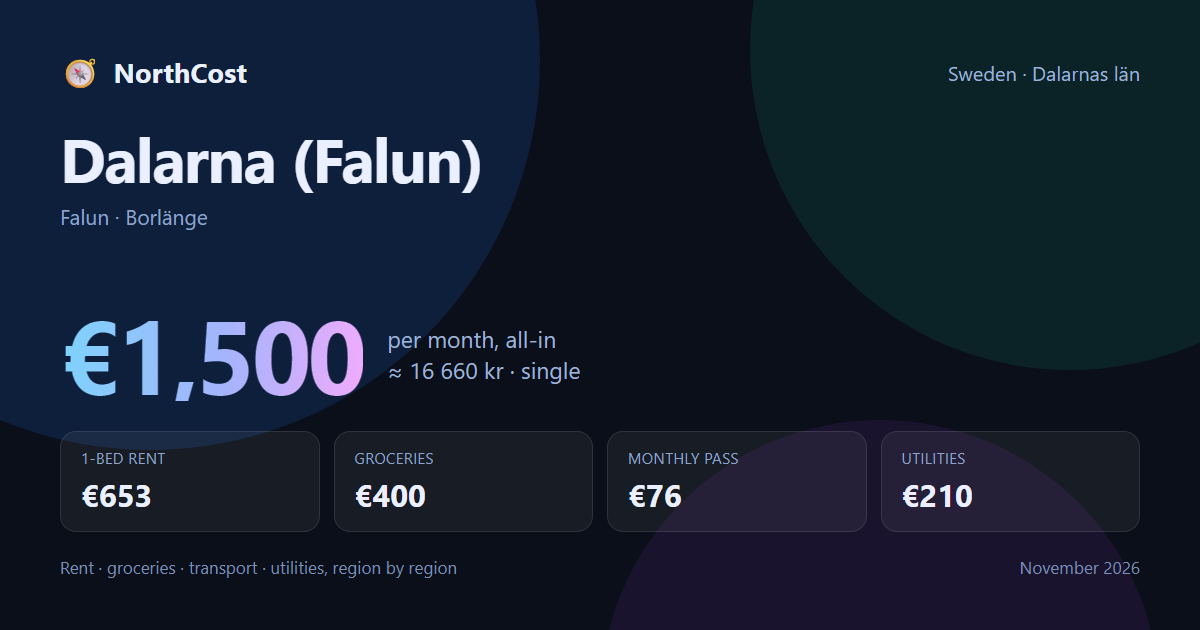 NorthCost
Sweden · Dalarnas län
Dalarna (Falun)
Falun · Borlänge
€1,500
per month, all-in
≈ 16 660 kr · single
1-BED RENT
€653
GROCERIES
€400
MONTHLY PASS
€76
UTILITIES
€210
Rent · groceries · transport · utilities, region by region
November 2026